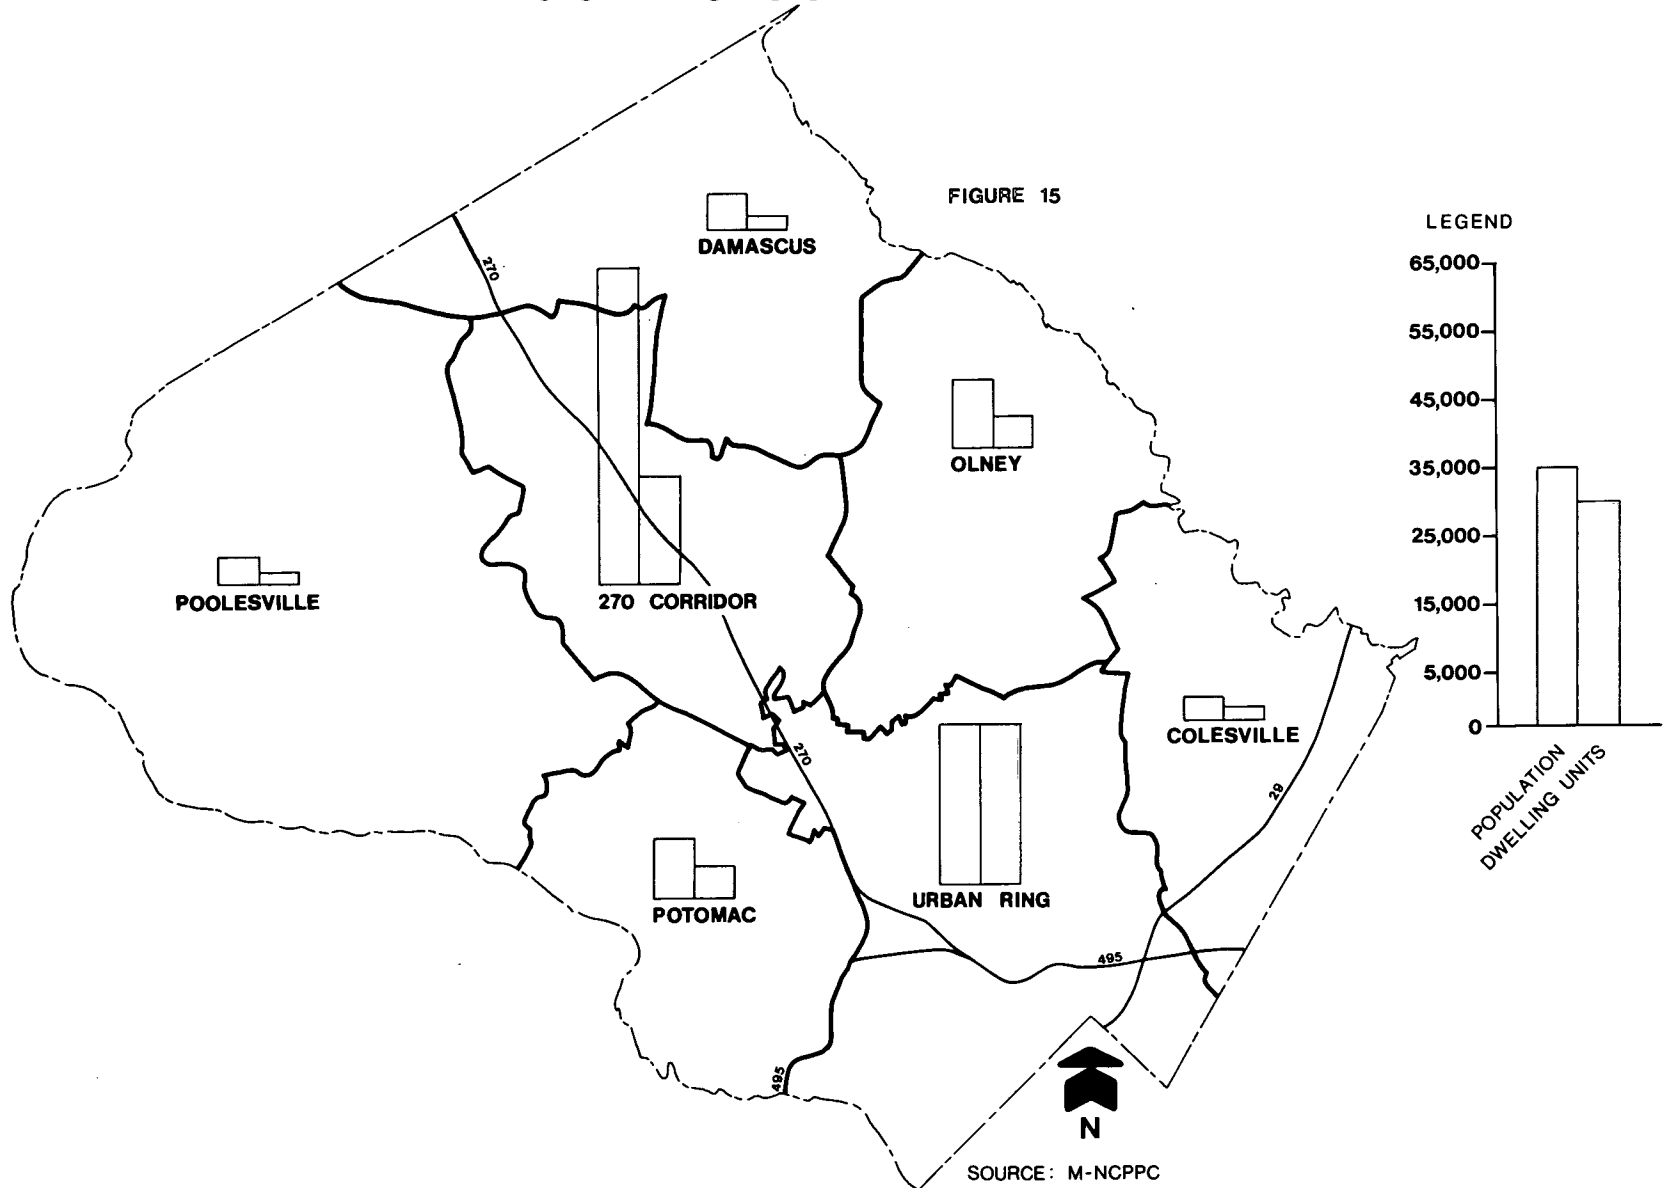 FIGURE 15
DAMASCUS
270
OLNEY
POOLESVILLE
270 CORRIDOR
COLESVILLE
270
29
POTOMAC
URBAN RING
495
495
N
SOURCE: M-NCPPC
LEGEND
65,000
55,000
45,000
35,000
25,000
15,000
5,000
0
POPULATION
DWELLING UNITS